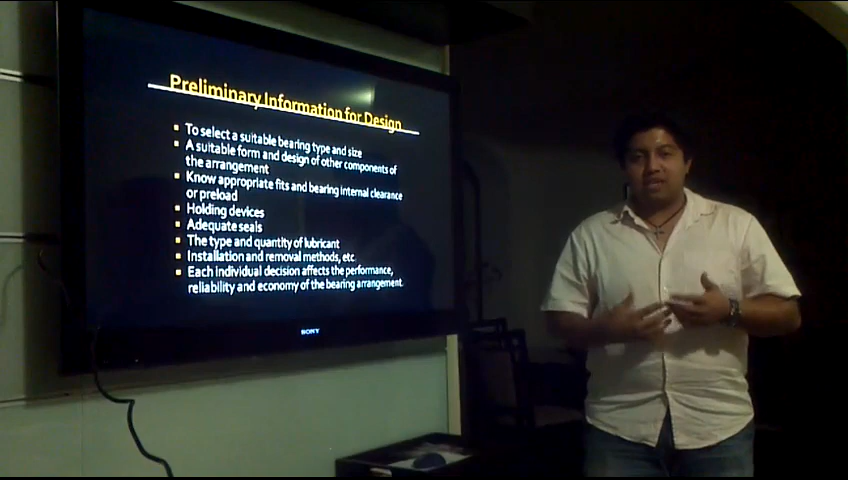 Preliminary Information for Design
To select a suitable bearing type and size
A suitable form and design of other components of
the arrangement
Know appropriate fits and bearing internal clearance
or preload
Holding devices
Adequate seals
The type and quantity of lubricant
Installation and removal methods, etc.
Each individual decision affects the performance,
reliability and economy of the bearing arrangement.
SONY